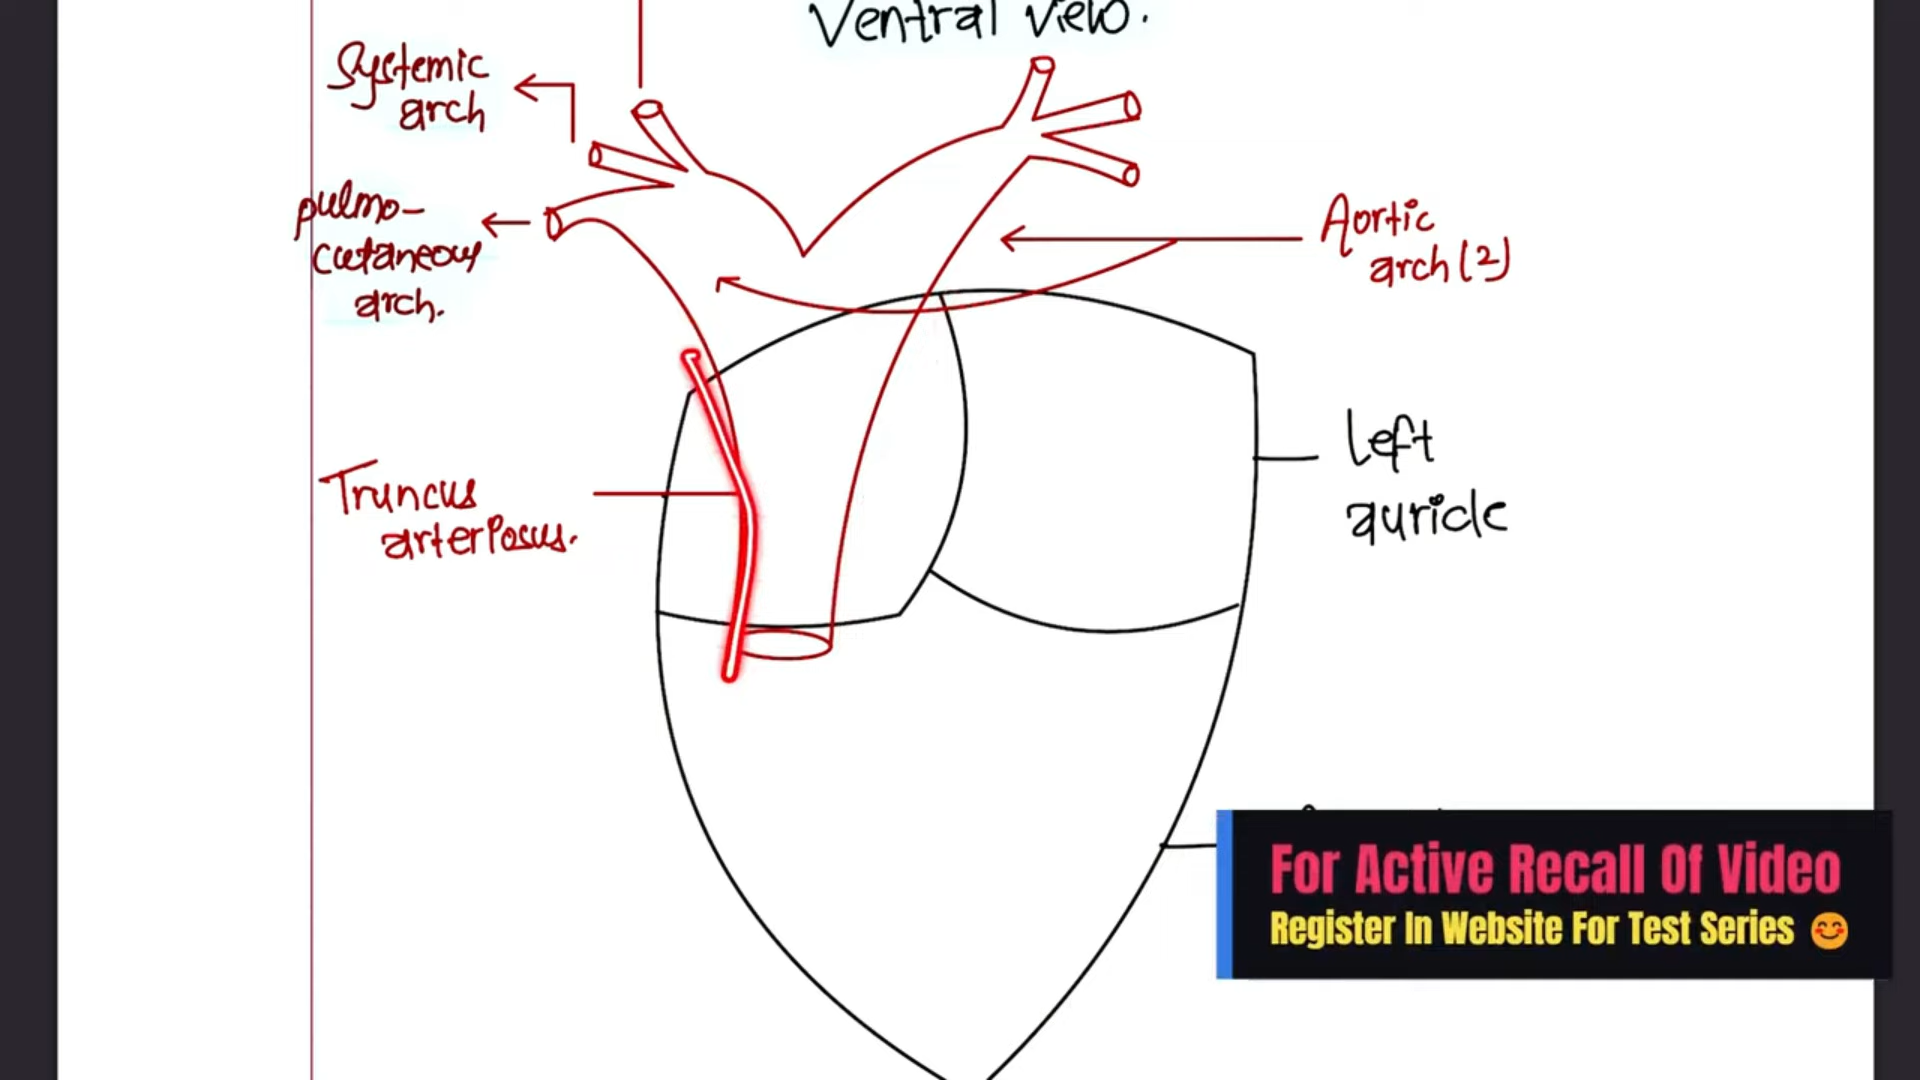 Ventral view.
Systemic
arch
pulmo-
cutaneous
arch.
Aortic
arch (2)
Truncus
arteriosus.
left
auricle
For Active Recall Of Video
Register In Website For Test Series 😊